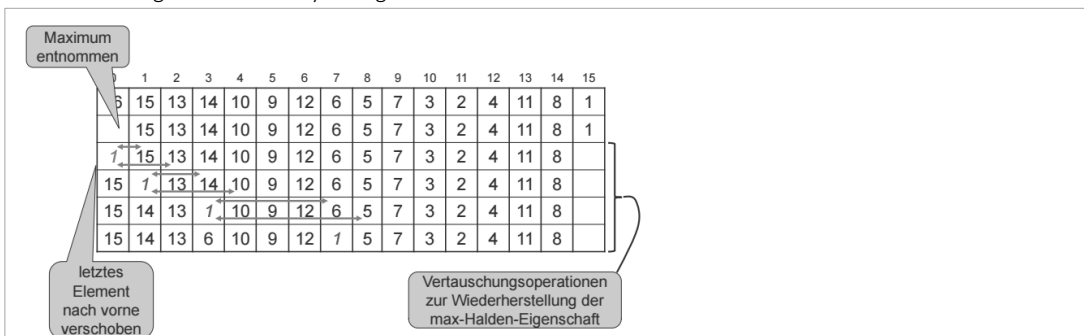 Maximum
entnommen
1 2 3 4 5 6 7 8 9 10 11 12 13 14 15
6 15 13 14 10 9 12 6 5 7 3 2 4 11 8 1
15 13 14 10 9 12 6 5 7 3 2 4 11 8 1
1 15 13 14 10 9 12 6 5 7 3 2 4 11 8
15 1 13 14 10 9 12 6 5 7 3 2 4 11 8
15 14 13 1 10 9 12 6 5 7 3 2 4 11 8
15 14 13 6 10 9 12 1 5 7 3 2 4 11 8
letztes
Element
nach vorne
verschoben
Vertauschungsoperationen
zur Wiederherstellung der
max-Halden-Eigenschaft